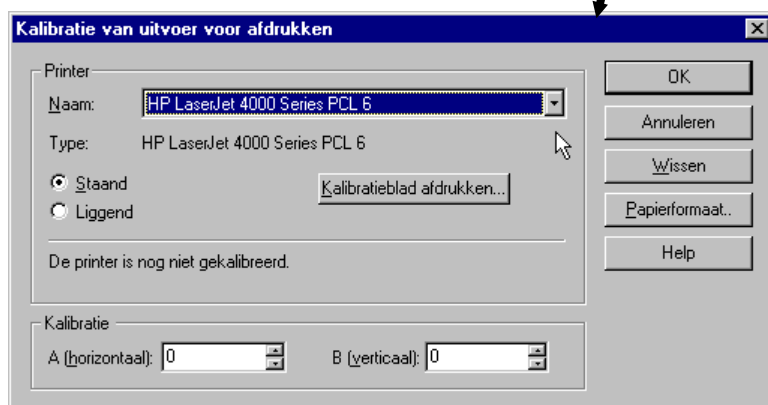 Kalibratie van uitvoer voor afdrukken
Printer
Naam: HP LaserJet 4000 Series PCL 6
Type: HP LaserJet 4000 Series PCL 6
Staand
Liggend
Kalibratieblad afdrukken...
De printer is nog niet gekalibreerd.
Kalibratie
A (horizontaal): 0 B (verticaal): 0
OK
Annuleren
Wissen
Papierformaat..
Help